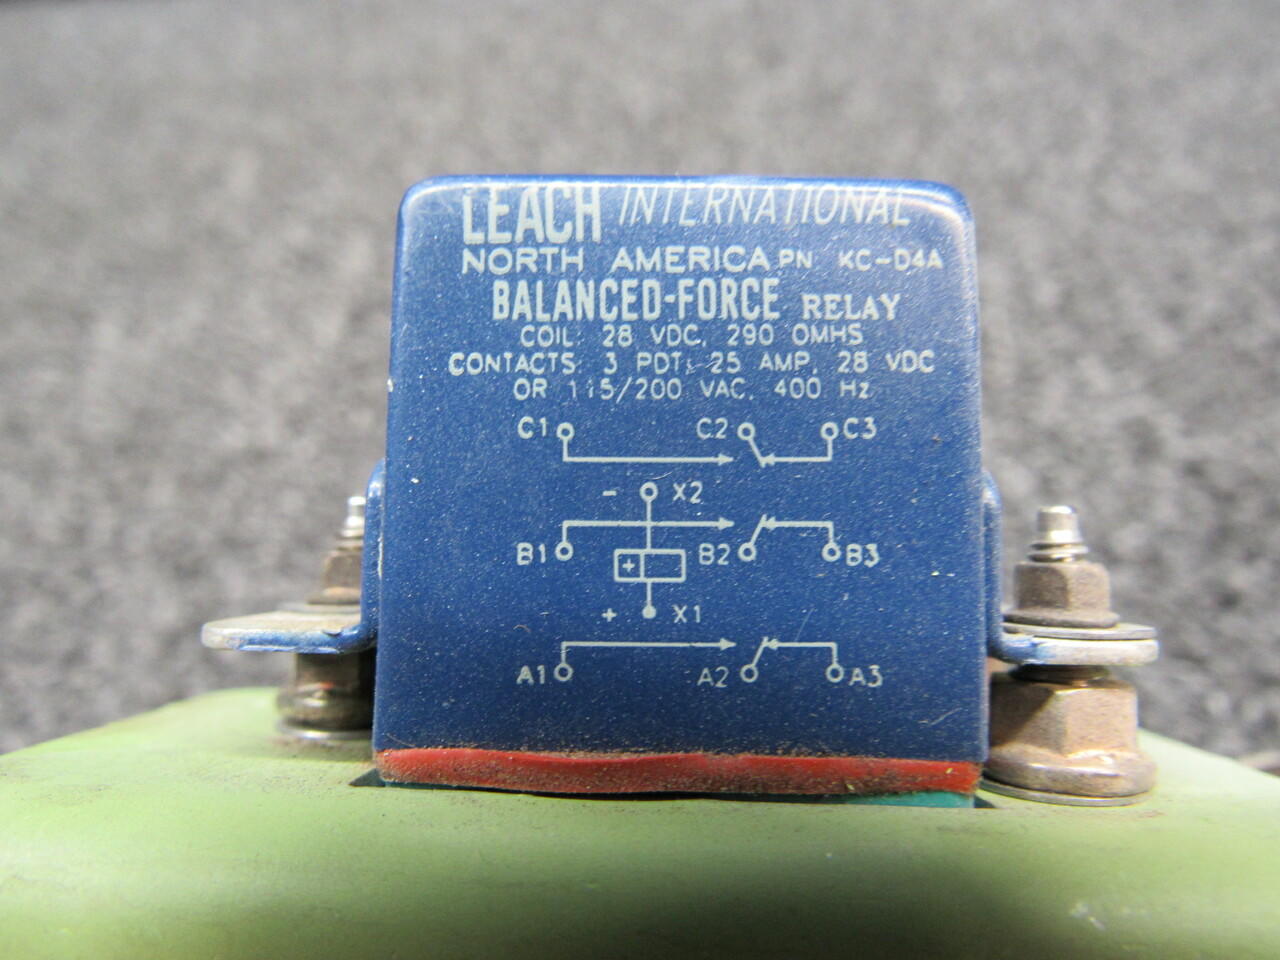 LEACH INTERNATIONAL
NORTH AMERICA PN KC-D4A
BALANCED-FORCE RELAY
COIL: 28 VDC, 290 OMHS
CONTACTS: 3 PDT; 25 AMP, 28 VDC
OR 115/200 VAC, 400 Hz
C1 C2 C3
- X2
B1 B2 B3
+
+ X1
A1 A2 A3